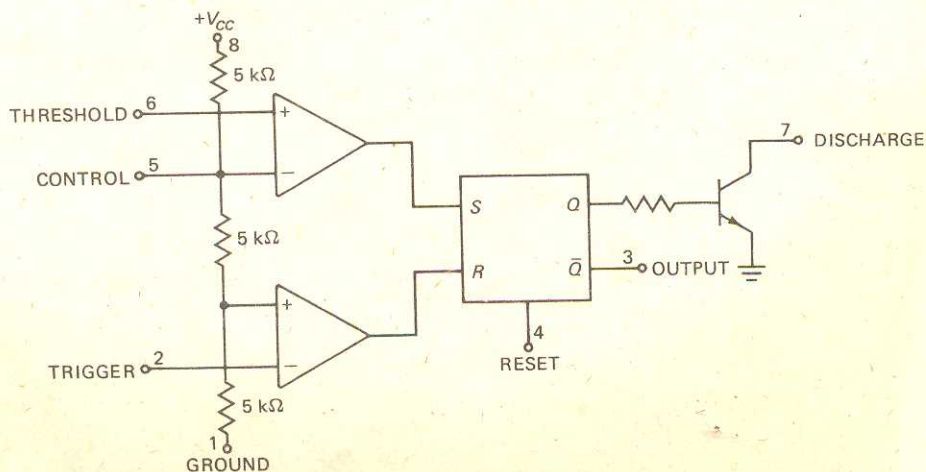 +V_CC
8
5 kΩ
THRESHOLD 6
+
CONTROL 5
−
7 DISCHARGE
S
Q
5 kΩ
R
Q̄
3 OUTPUT
+
4
RESET
TRIGGER 2
−
5 kΩ
1
GROUND